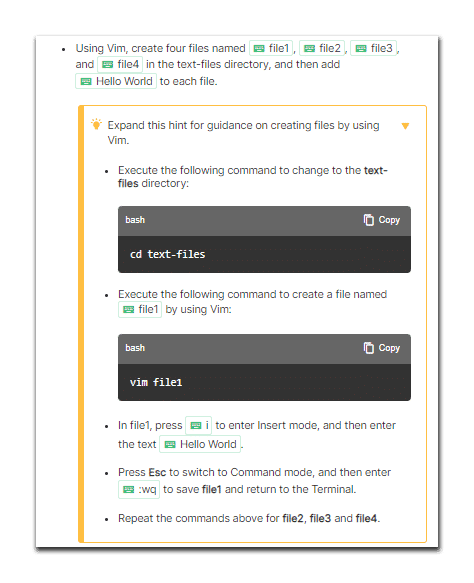 • Using Vim, create four files named file1, file2, file3,
and file4 in the text-files directory, and then add
Hello World to each file.
Expand this hint for guidance on creating files by using
Vim.
• Execute the following command to change to the text-
files directory:
bash Copy
cd text-files
• Execute the following command to create a file named
file1 by using Vim:
bash Copy
vim file1
• In file1, press i to enter Insert mode, and then enter
the text Hello World.
• Press Esc to switch to Command mode, and then enter
:wq to save file1 and return to the Terminal.
• Repeat the commands above for file2, file3 and file4.